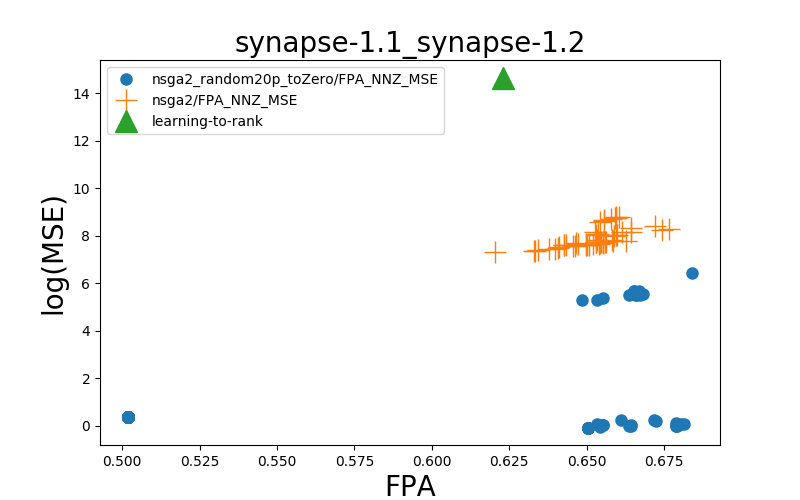 synapse-1.1_synapse-1.2
nsga2_random20p_toZero/FPA_NNZ_MSE
nsga2/FPA_NNZ_MSE
learning-to-rank
log(MSE)
14
12
10
8
6
4
2
0
0.500 0.525 0.550 0.575 0.600 0.625 0.650 0.675
FPA